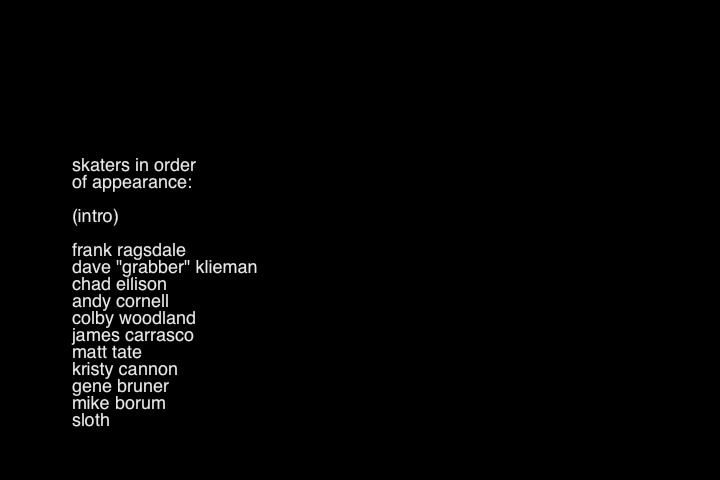 skaters in order
of appearance:
(intro)
frank ragsdale
dave "grabber" klieman
chad ellison
andy cornell
colby woodland
james carrasco
matt tate
kristy cannon
gene bruner
mike borum
sloth